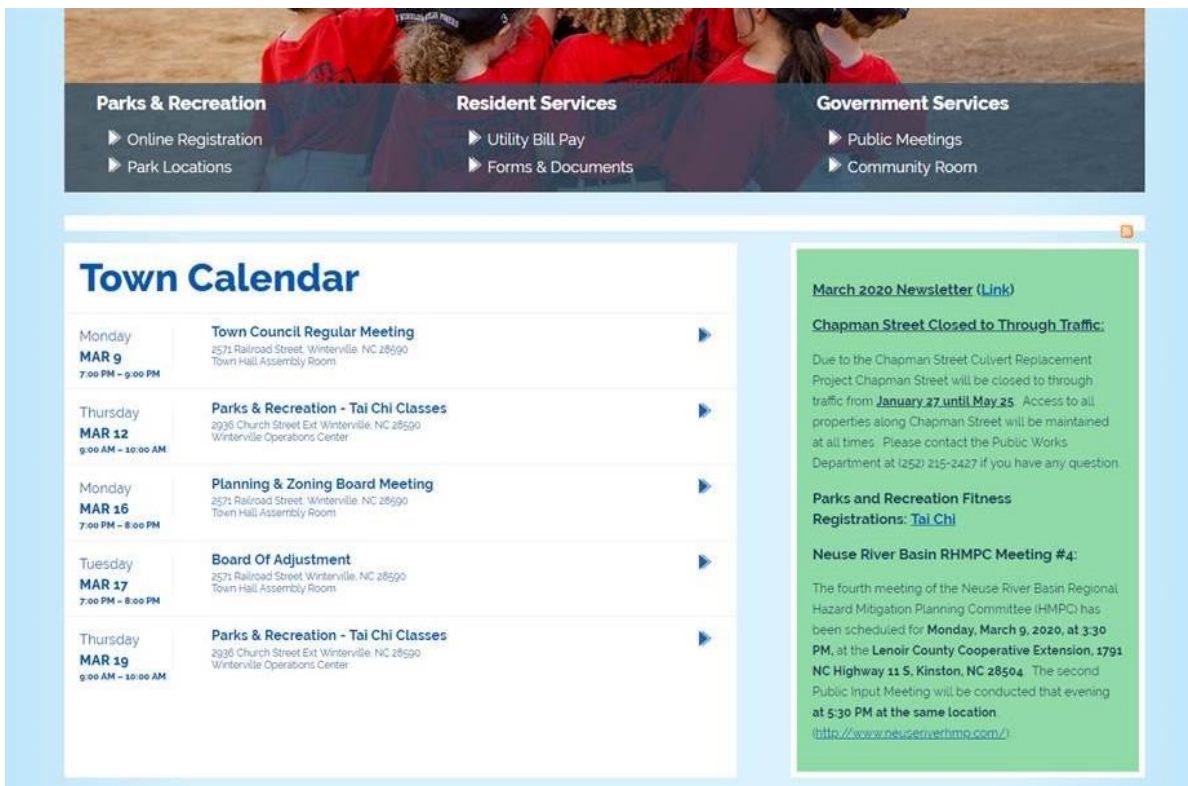 Parks & Recreation
Online Registration
Park Locations
Resident Services
Utility Bill Pay
Forms & Documents
Government Services
Public Meetings
Community Room
Town Calendar
Monday
MAR 9
7:00 PM – 9:00 PM
Town Council Regular Meeting
2571 Railroad Street, Winterville, NC 28590
Town Hall Assembly Room
Thursday
MAR 12
9:00 AM – 10:00 AM
Parks & Recreation - Tai Chi Classes
2936 Church Street Ext Winterville, NC 28590
Winterville Operations Center
Monday
MAR 16
7:00 PM – 8:00 PM
Planning & Zoning Board Meeting
2571 Railroad Street, Winterville, NC 28590
Town Hall Assembly Room
Tuesday
MAR 17
7:00 PM – 8:00 PM
Board Of Adjustment
2571 Railroad Street Winterville, NC 28590
Town Hall Assembly Room
Thursday
MAR 19
9:00 AM – 10:00 AM
Parks & Recreation - Tai Chi Classes
2936 Church Street Ext Winterville, NC 28590
Winterville Operations Center
March 2020 Newsletter (Link)
Chapman Street Closed to Through Traffic:
Due to the Chapman Street Culvert Replacement
Project Chapman Street will be closed to through
traffic from January 27 until May 25. Access to all
properties along Chapman Street will be maintained
at all times. Please contact the Public Works
Department at (252) 215-2427 if you have any question.
Parks and Recreation Fitness
Registrations: Tai Chi
Neuse River Basin RHMPC Meeting #4:
The fourth meeting of the Neuse River Basin Regional
Hazard Mitigation Planning Committee (HMPC) has
been scheduled for Monday, March 9, 2020, at 3:30
PM, at the Lenoir County Cooperative Extension, 1791
NC Highway 11 S, Kinston, NC 28504. The second
Public Input Meeting will be conducted that evening
at 5:30 PM at the same location.
(http://www.neuseriverhmp.com/).